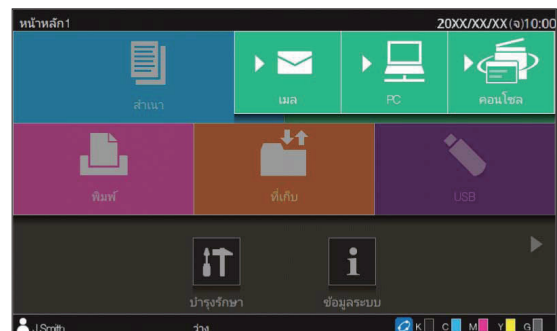 หน้าหลัก1 20XX/XX/XX(จ)10:00
สำเนา
เมล PC คอนโซล
พิมพ์ ที่เก็บ USB
บำรุงรักษา ข้อมูลระบบ
J.Smith ว่าง K C M Y G